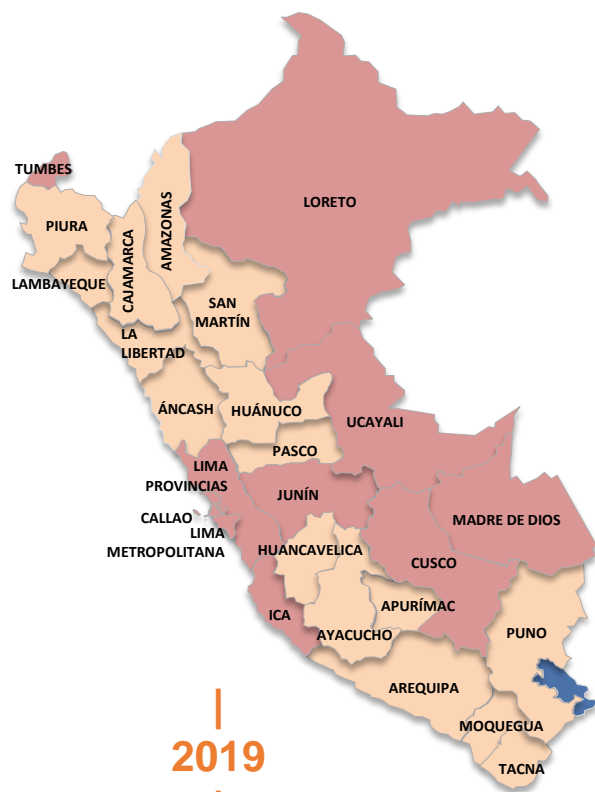 TUMBES
LORETO
PIURA
CAJAMARCA
AMAZONAS
LAMBAYEQUE
SAN
MARTÍN
LA
LIBERTAD
ÁNCASH
HUÁNUCO
UCAYALI
PASCO
LIMA
PROVINCIAS
JUNÍN
CALLAO
MADRE DE DIOS
LIMA
METROPOLITANA
HUANCAVELICA
CUSCO
ICA
APURÍMAC
AYACUCHO
PUNO
AREQUIPA
MOQUEGUA
TACNA
2019